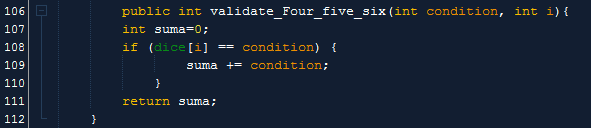 106 public int validate_Four_five_six(int condition, int i){
107 int suma=0;
108 if (dice[i] == condition) {
109 suma += condition;
110 }
111 return suma;
112 }